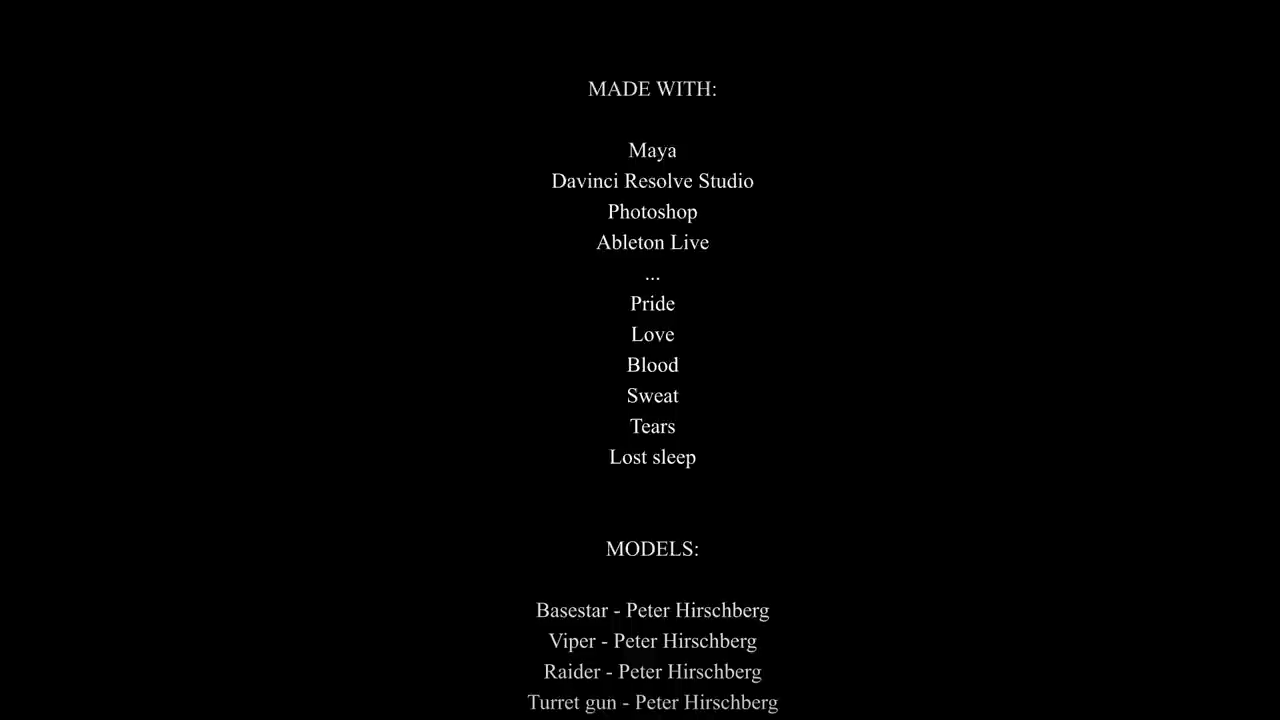 MADE WITH:
Maya
Davinci Resolve Studio
Photoshop
Ableton Live
...
Pride
Love
Blood
Sweat
Tears
Lost sleep
MODELS:
Basestar - Peter Hirschberg
Viper - Peter Hirschberg
Raider - Peter Hirschberg
Turret gun - Peter Hirschberg